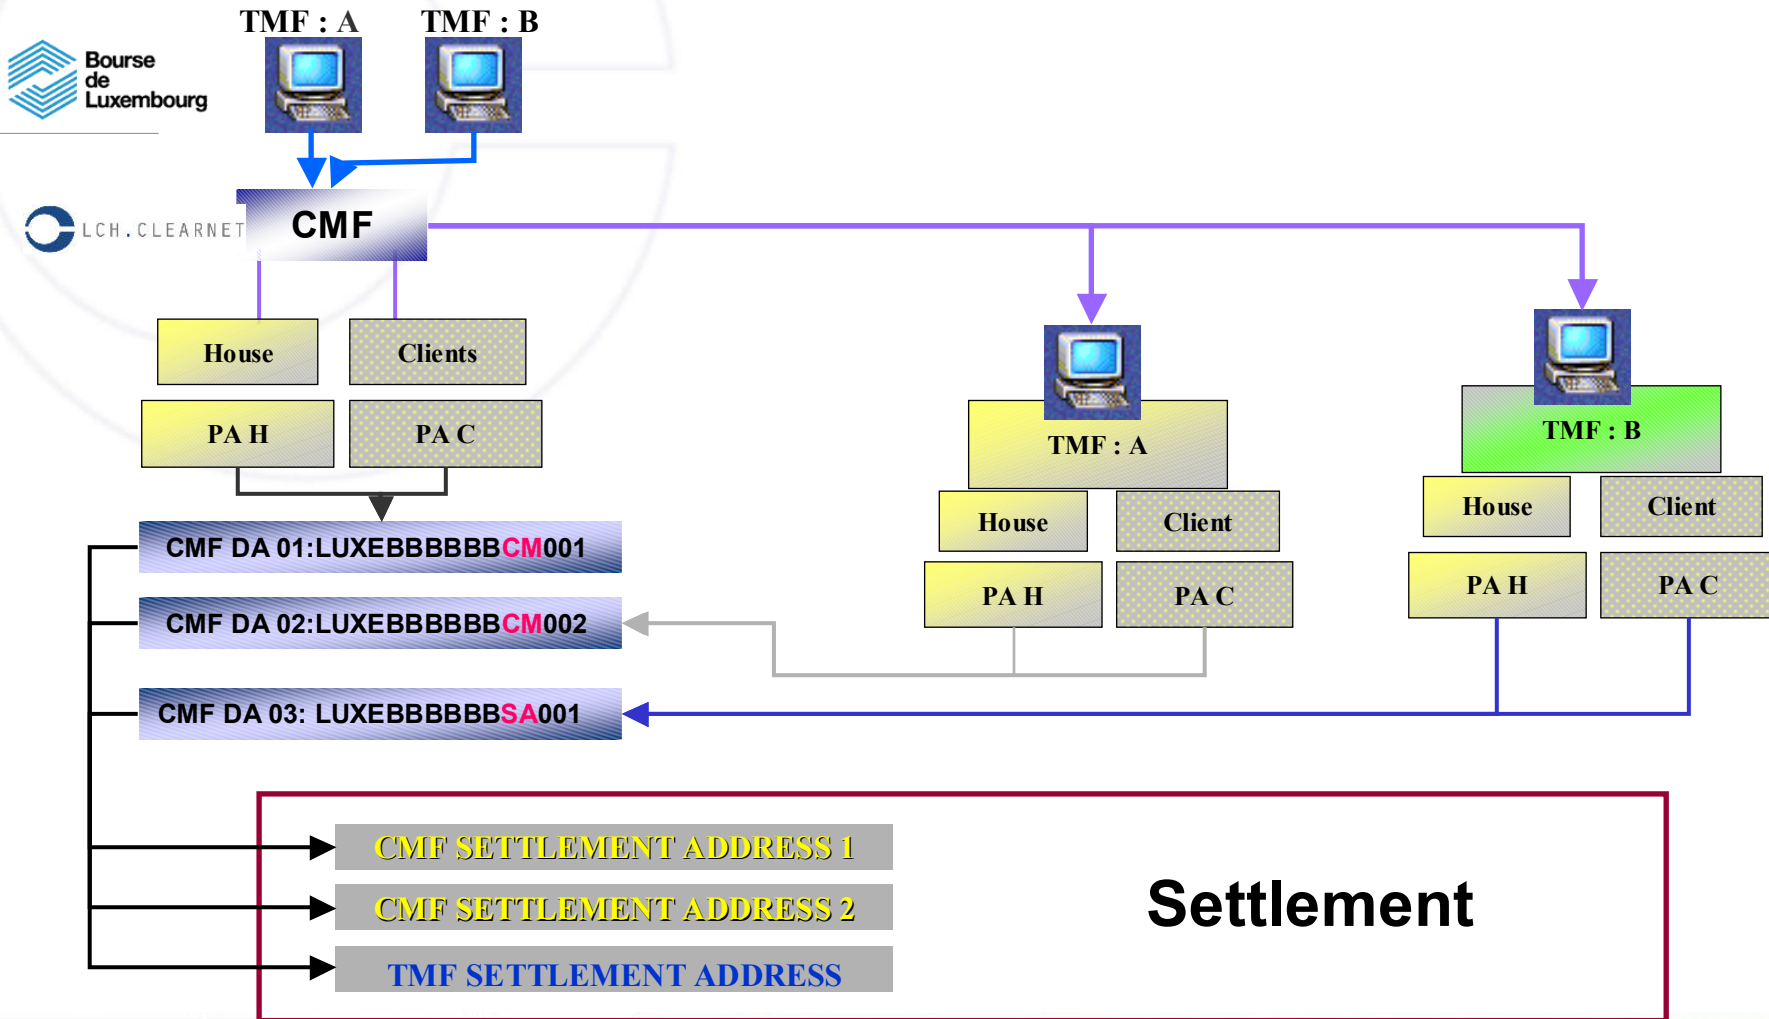 TMF : A
TMF : B
Bourse
de
Luxembourg
LCH.CLEARNET
CMF
House
Clients
PA H
PA C
TMF : A
House
Client
PA H
PA C
TMF : B
House
Client
PA H
PA C
CMF DA 01:LUXEBBBBBBCM001
CMF DA 02:LUXEBBBBBBCM002
CMF DA 03: LUXEBBBBBBSA001
CMF SETTLEMENT ADDRESS 1
CMF SETTLEMENT ADDRESS 2
TMF SETTLEMENT ADDRESS
Settlement